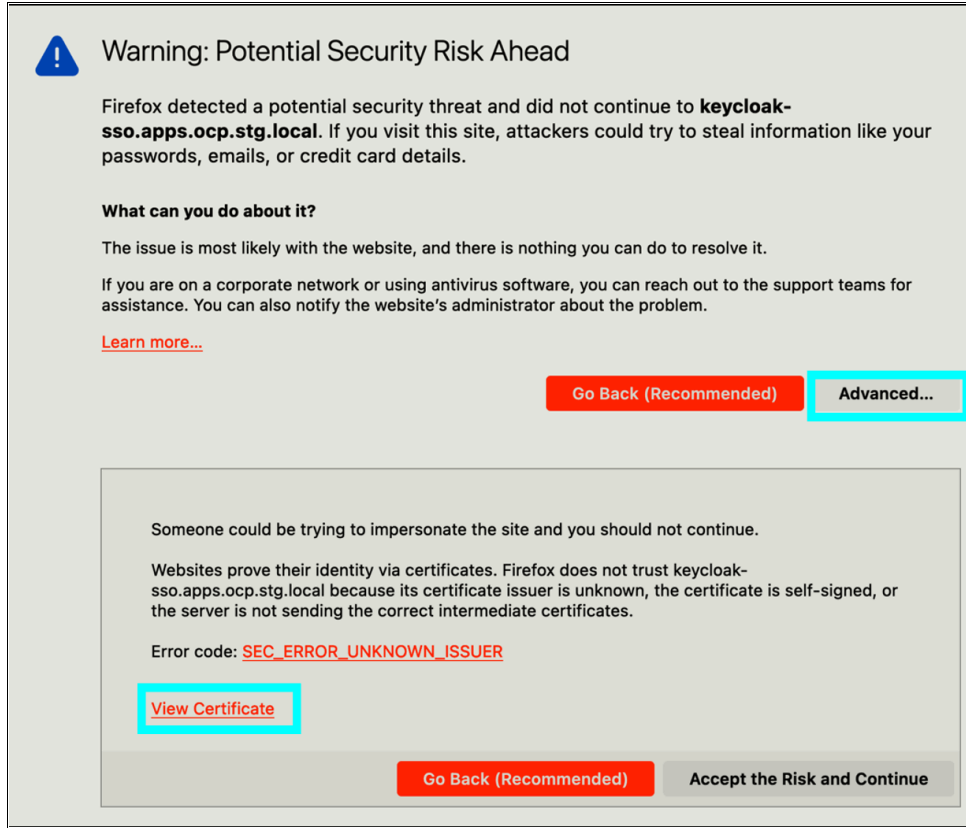 Warning: Potential Security Risk Ahead
Firefox detected a potential security threat and did not continue to keycloak-
sso.apps.ocp.stg.local. If you visit this site, attackers could try to steal information like your
passwords, emails, or credit card details.
What can you do about it?
The issue is most likely with the website, and there is nothing you can do to resolve it.
If you are on a corporate network or using antivirus software, you can reach out to the support teams for
assistance. You can also notify the website’s administrator about the problem.
Learn more...
Go Back (Recommended)
Advanced...
Someone could be trying to impersonate the site and you should not continue.
Websites prove their identity via certificates. Firefox does not trust keycloak-
sso.apps.ocp.stg.local because its certificate issuer is unknown, the certificate is self-signed, or
the server is not sending the correct intermediate certificates.
Error code: SEC_ERROR_UNKNOWN_ISSUER
View Certificate
Go Back (Recommended)
Accept the Risk and Continue